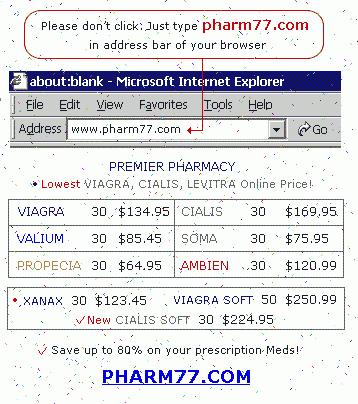 Please don't click: Just type pharm77.com
in address bar of your browser
about:blank - Microsoft Internet Explorer
File Edit View Favorites Tools Help
Address www.pharm77.com Go
PREMIER PHARMACY
• Lowest VIAGRA, CIALIS, LEVITRA Online Price!
VIAGRA 30 $134.95 CIALIS 30 $169,95
VALIUM 30 $85.45 SOMA 30 $75.95
PROPECIA 30 $64.95 AMBIEN 30 $120.99
• XANAX 30 $123.45 VIAGRA SOFT 50 $250.99
✓ New CIALIS SOFT 30 $224.95
✓ Save up to 80% on your prescription Meds!
PHARM77.COM